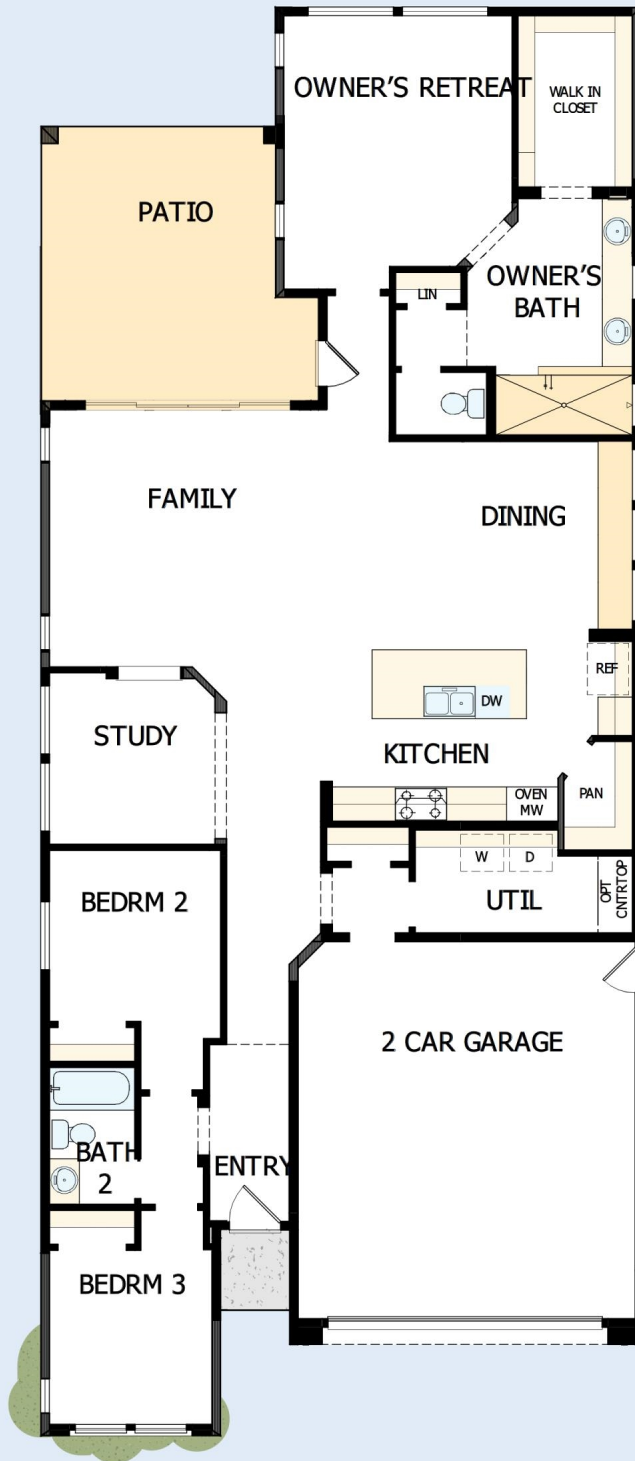 OWNER'S RETREAT
WALK IN
CLOSET
PATIO
OWNER'S
BATH
LIN
FAMILY
DINING
REF
DW
STUDY
KITCHEN
OVEN
MW
PAN
W
D
BEDRM 2
UTIL
OPT
CNTRTOP
2 CAR GARAGE
BATH
2
ENTRY
BEDRM 3